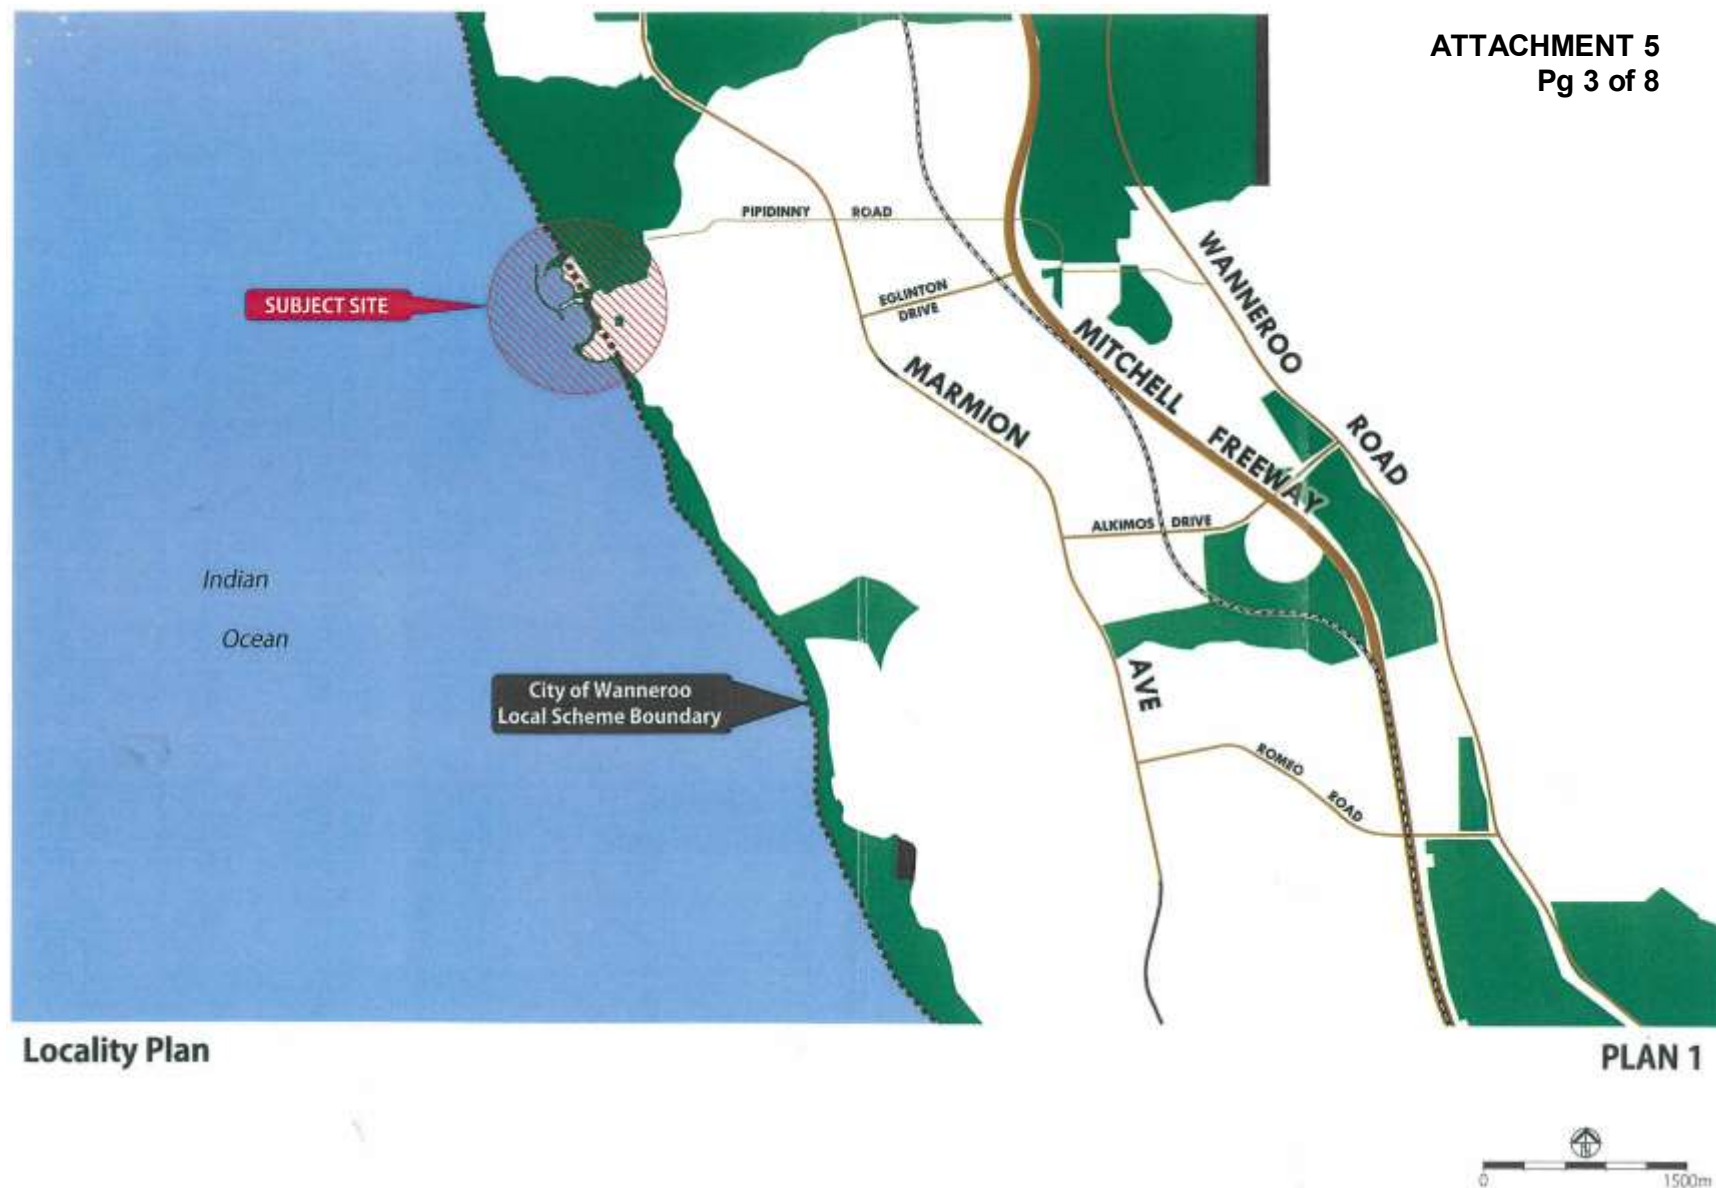 ATTACHMENT 5
Pg 3 of 8
PIPIDINNY ROAD
WANNEROO ROAD
SUBJECT SITE
EGLINTON
DRIVE
MITCHELL FREEWAY
MARMION AVE
ALKIMOS DRIVE
Indian
Ocean
City of Wanneroo
Local Scheme Boundary
ROMEO ROAD
Locality Plan
PLAN 1
N
0 1500m